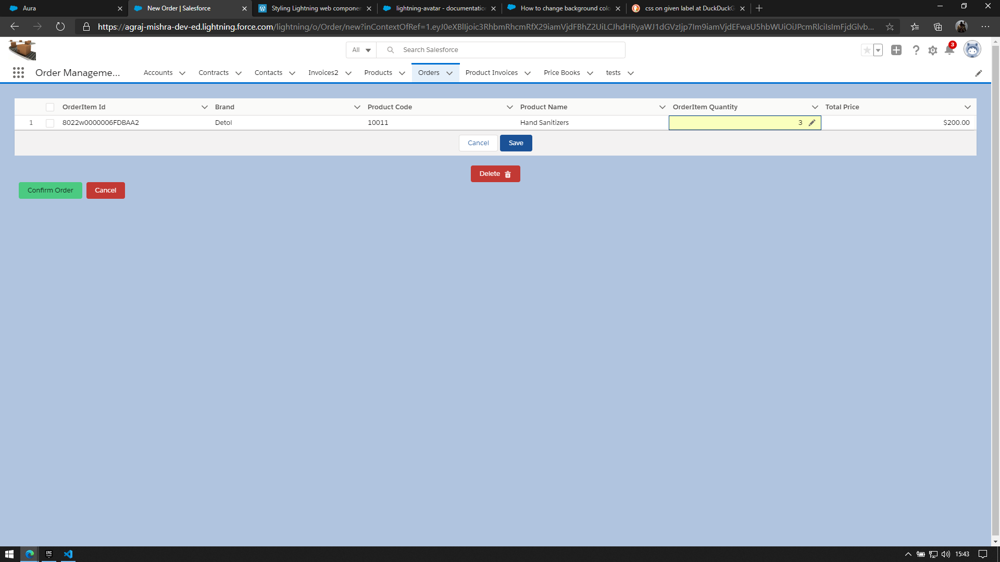 Aura
New Order | Salesforce
Styling Lightning web componen
lightning-avatar - documentation
How to change background colo
css on given label at DuckDuckG
https://agraj-mishra-dev-ed.lightning.force.com/lightning/o/Order/new?inContextOfRef=1.eyJ0eXBlIjoic3RhbmRhcmRfX29iamVjdFBhZ2UiLCJhdHRyaWJ1dGVzIjp7Im9iamVjdEFwaU5hbWUiOiJPcmRlciIsImFjdGlvb...
All
Search Salesforce
3
Order Manageme...
Accounts
Contracts
Contacts
Invoices2
Products
Orders
Product Invoices
Price Books
tests
OrderItem Id
Brand
Product Code
Product Name
OrderItem Quantity
Total Price
1
8022w0000006FDBAA2
Detol
10011
Hand Sanitizers
3
$200.00
Cancel
Save
Delete
Confirm Order
Cancel
EPIC
15:43